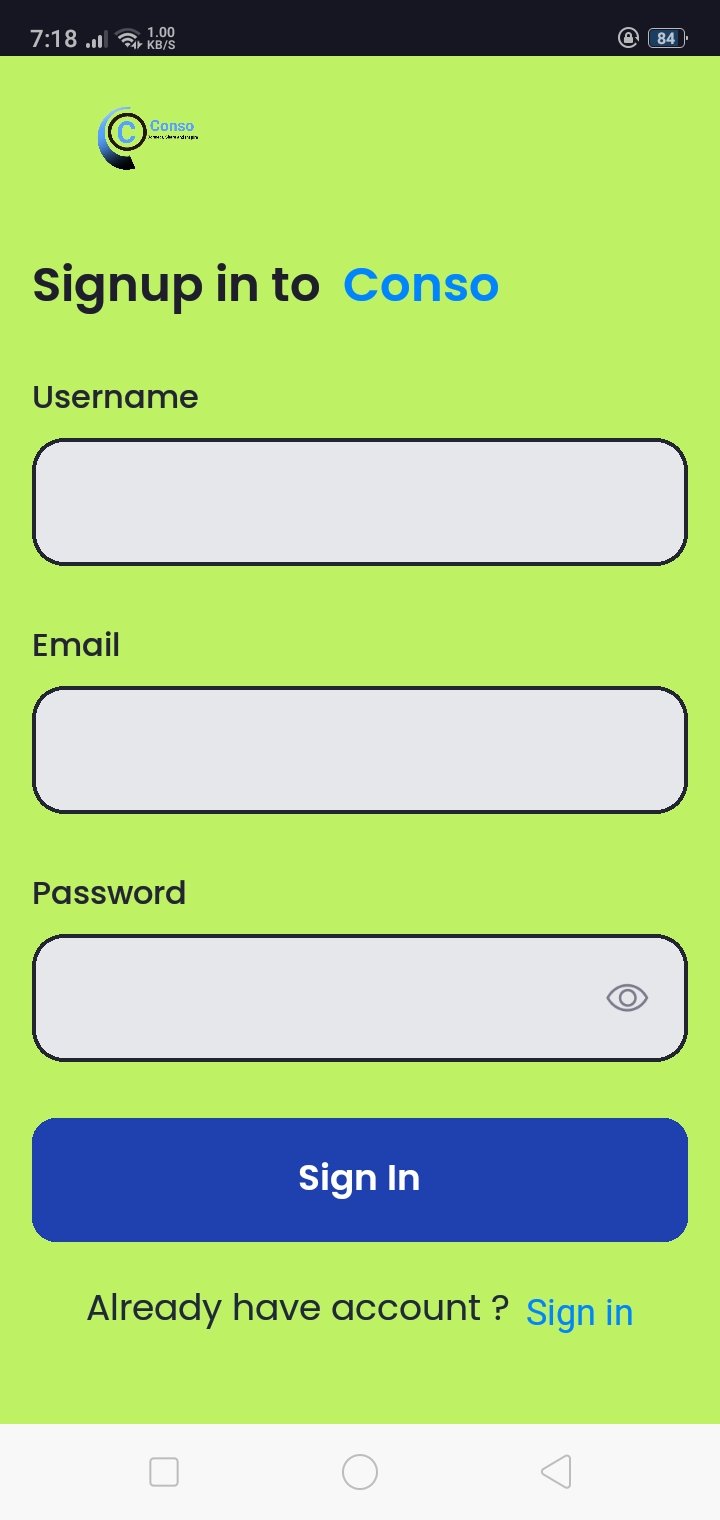 7:18 1.00 KB/S 84
C Conso
Signup in to Conso
Username
Email
Password
Sign In
Already have account ? Sign in